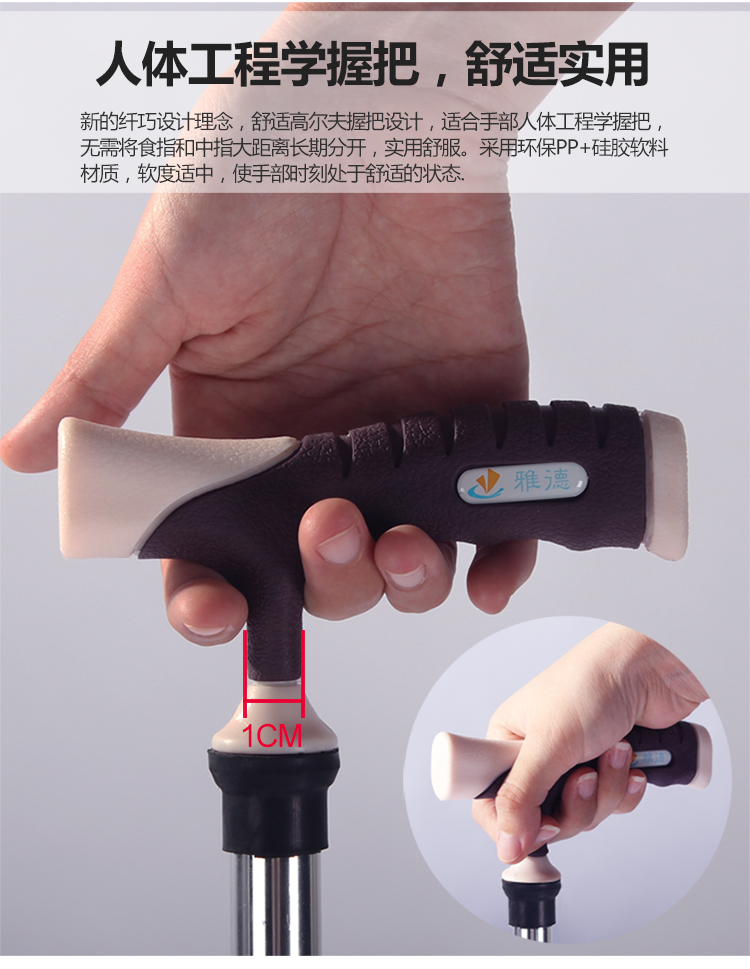 人体工程学握把，舒适实用
新的纤巧设计理念，舒适高尔夫握把设计，适合手部人体工程学握把，
无需将食指和中指大距离长期分开，实用舒服。采用环保PP+硅胶软料
材质，软度适中，使手部时刻处于舒适的状态.
雅德
1CM